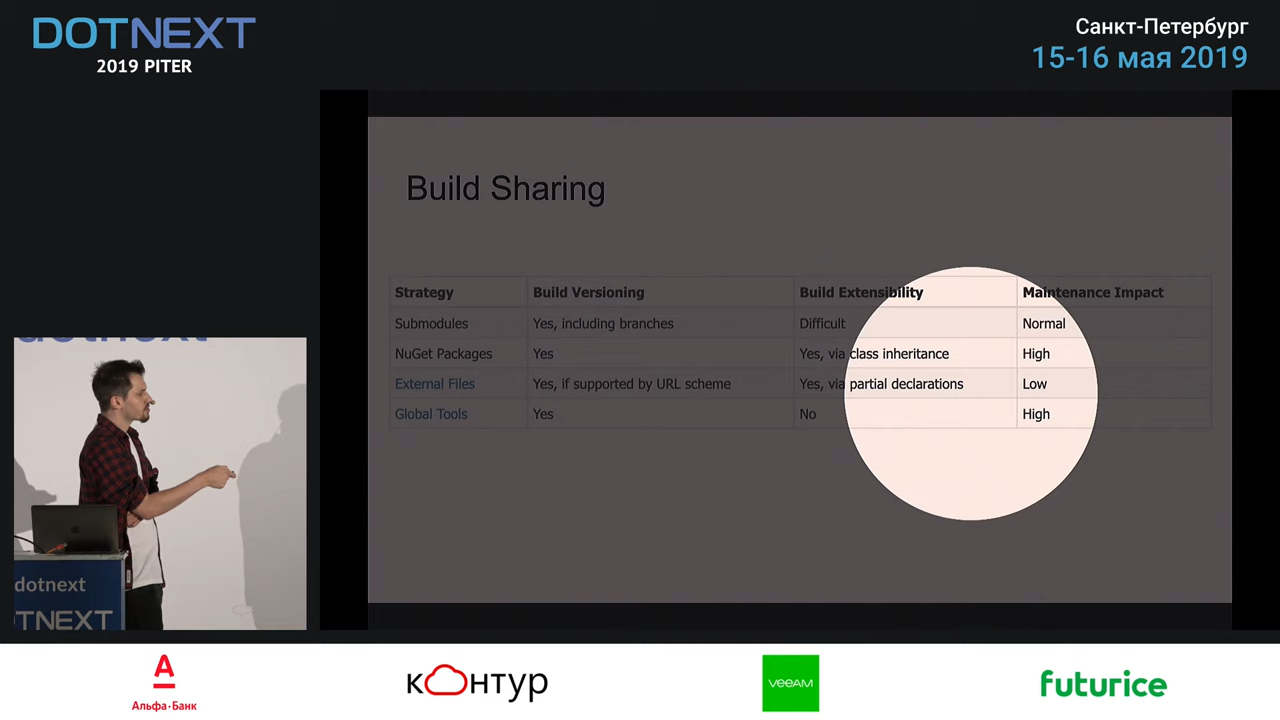 DOTNEXT
2019 PITER
Санкт-Петербург
15-16 мая 2019
Build Sharing
Strategy Build Versioning Build Extensibility Maintenance Impact
Submodules Yes, including branches Difficult Normal
NuGet Packages Yes Yes, via class inheritance High
External Files Yes, if supported by URL scheme Yes, via partial declarations Low
Global Tools Yes No High
dotnext
dotnext
TNEXT
А
Альфа·Банк
контур
veeam
futurice